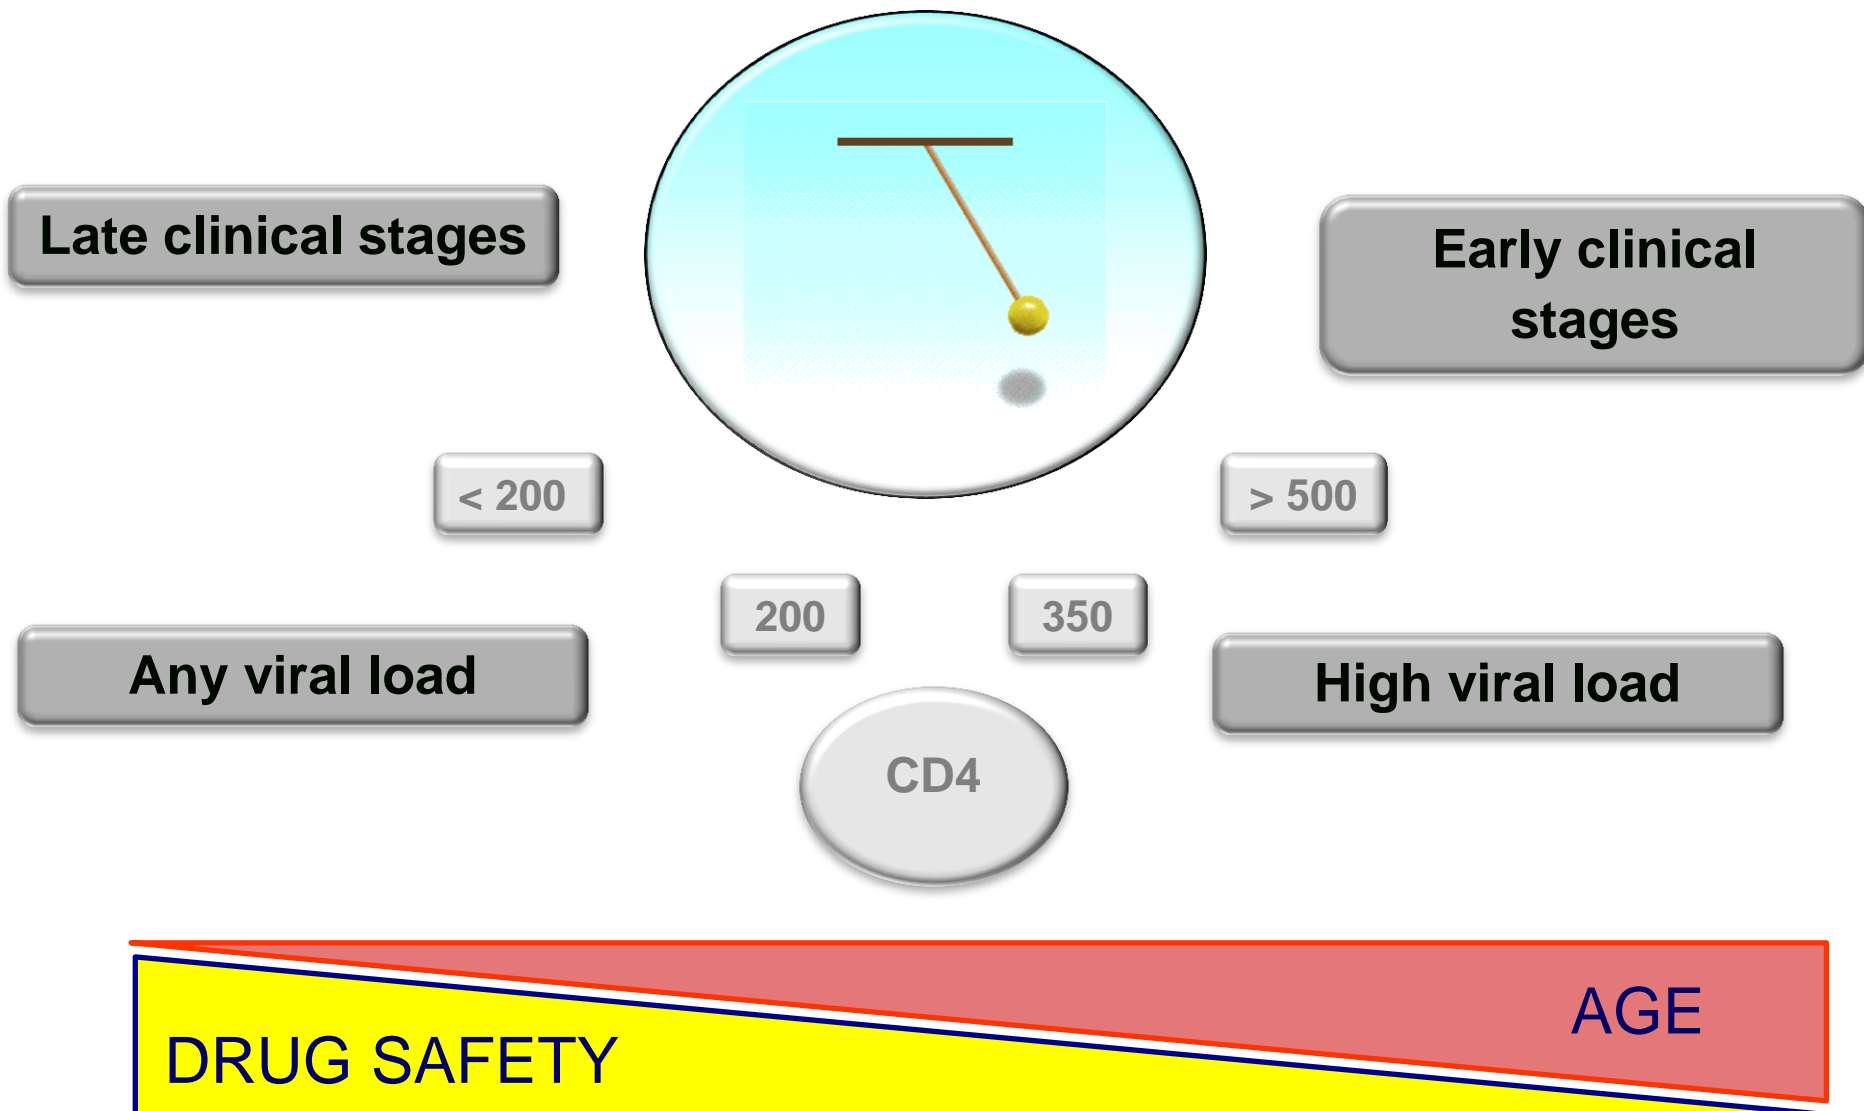 Late clinical stages
Early clinical
stages
< 200
> 500
200
350
Any viral load
High viral load
CD4
AGE
DRUG SAFETY